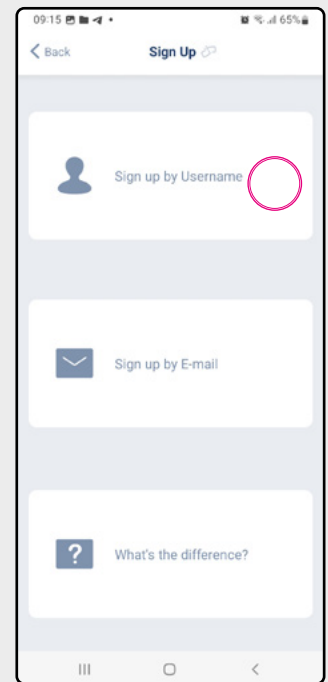 09:15 65%
Back Sign Up
Sign up by Username
Sign up by E-mail
?
What's the difference?